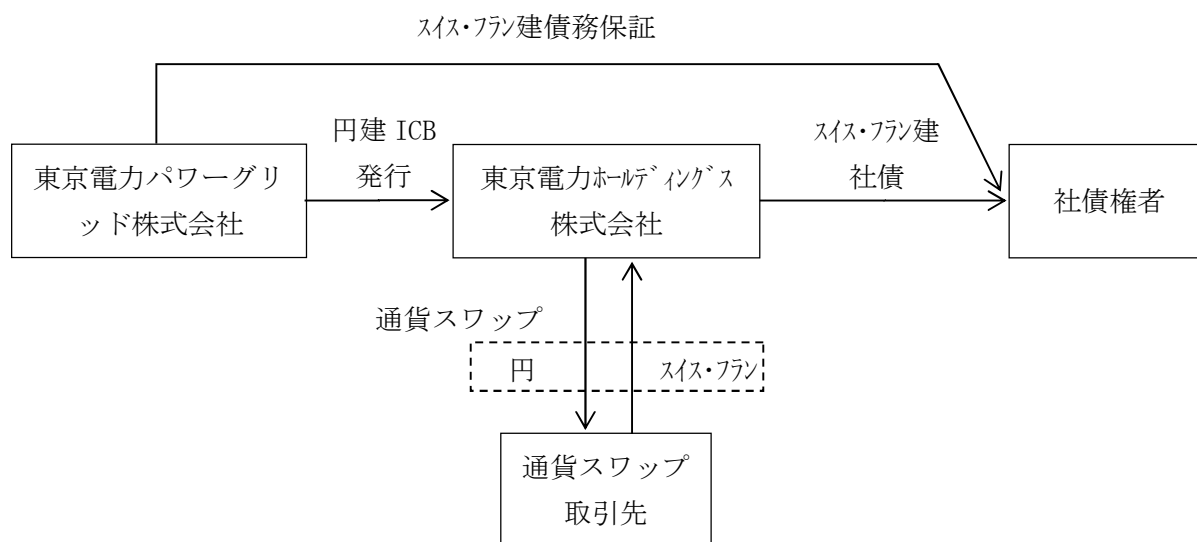 スイス・フラン建債務保証
円建 ICB
発行
スイス・フラン建
社債
東京電力パワーグリ
ッド株式会社
東京電力ホールディングス
株式会社
社債権者
通貨スワップ
円
スイス・フラン
通貨スワップ
取引先